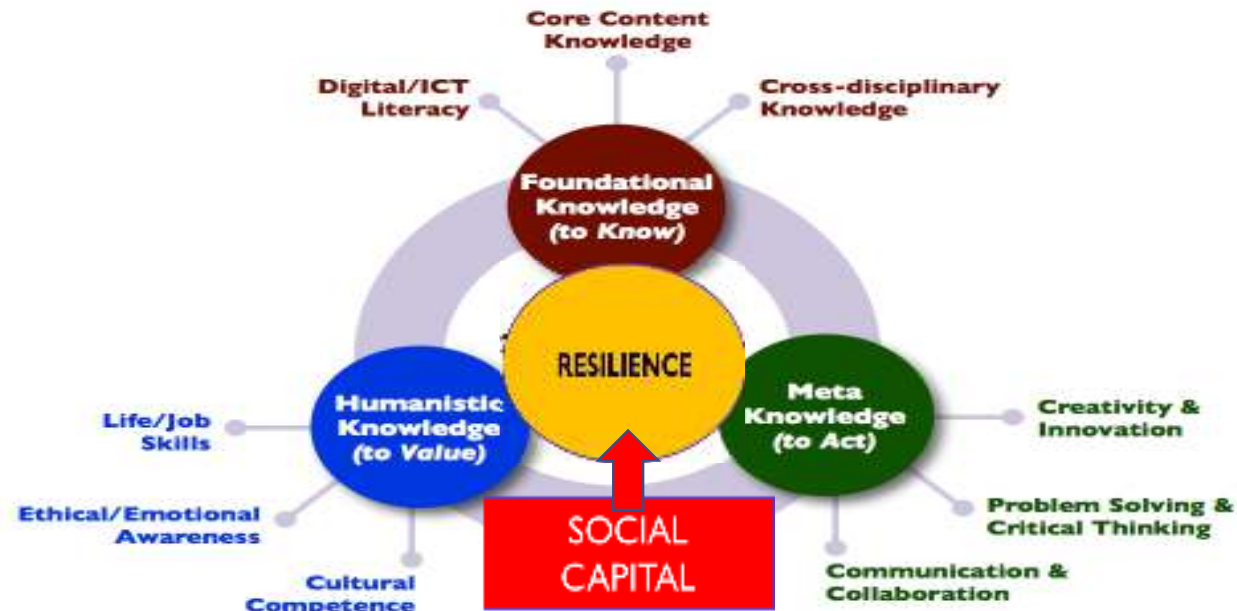 Core Content
Knowledge
Digital/ICT
Literacy
Cross-disciplinary
Knowledge
Foundational
Knowledge
(to Know)
RESILIENCE
Humanistic
Knowledge
(to Value)
Meta
Knowledge
(to Act)
Life/Job
Skills
Ethical/Emotional
Awareness
Cultural
Competence
Creativity &
Innovation
Problem Solving &
Critical Thinking
Communication &
Collaboration
SOCIAL
CAPITAL